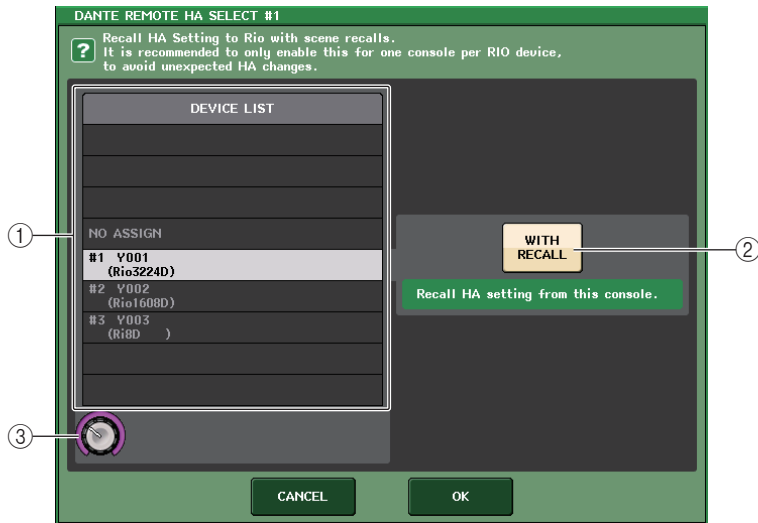 DANTE REMOTE HA SELECT #1
? Recall HA Setting to Rio with scene recalls.
It is recommended to only enable this for one console per RIO device,
to avoid unexpected HA changes.
DEVICE LIST
NO ASSIGN
#1 Y001
(Rio3224D)
#2 Y002
(Rio1608D)
#3 Y003
(Ri8D )
①
WITH
RECALL
②
Recall HA setting from this console.
③
CANCEL
OK